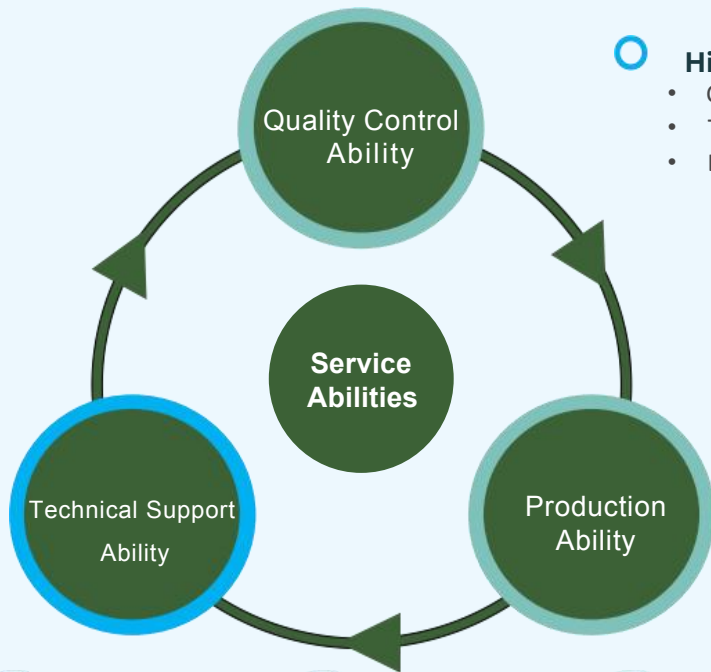 Quality Control
Ability
Service
Abilities
Technical Support
Ability
Production
Ability